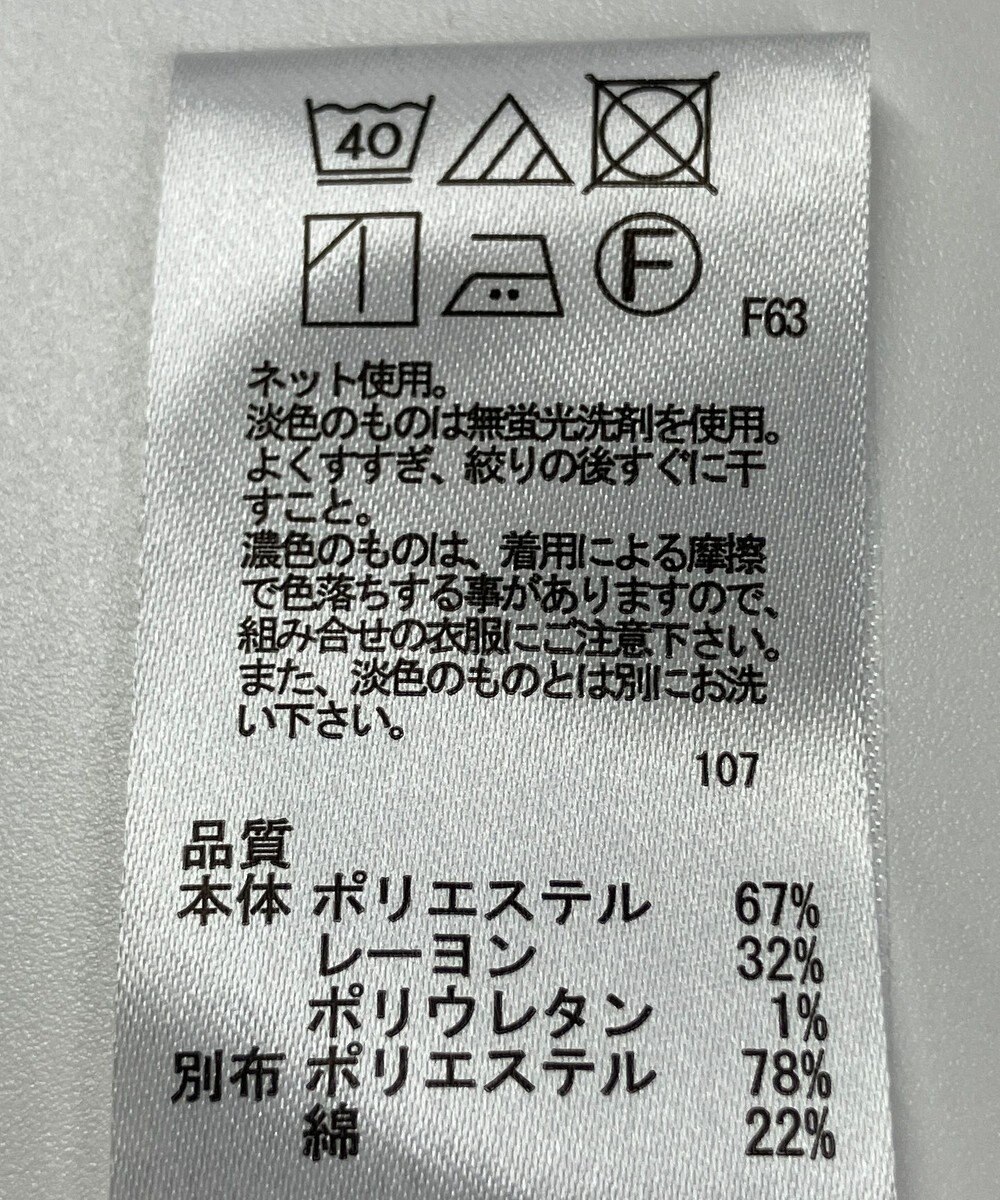 40
F
F63
ネット使用。
淡色のものは無蛍光洗剤を使用。
よくすすぎ、絞りの後すぐに干
すこと。
濃色のものは、着用による摩擦
で色落ちする事がありますので、
組み合せの衣服にご注意下さい。
また、淡色のものとは別にお洗
い下さい。
107
品質
本体 ポリエステル 67%
レーヨン 32%
ポリウレタン 1%
別布 ポリエステル 78%
綿 22%